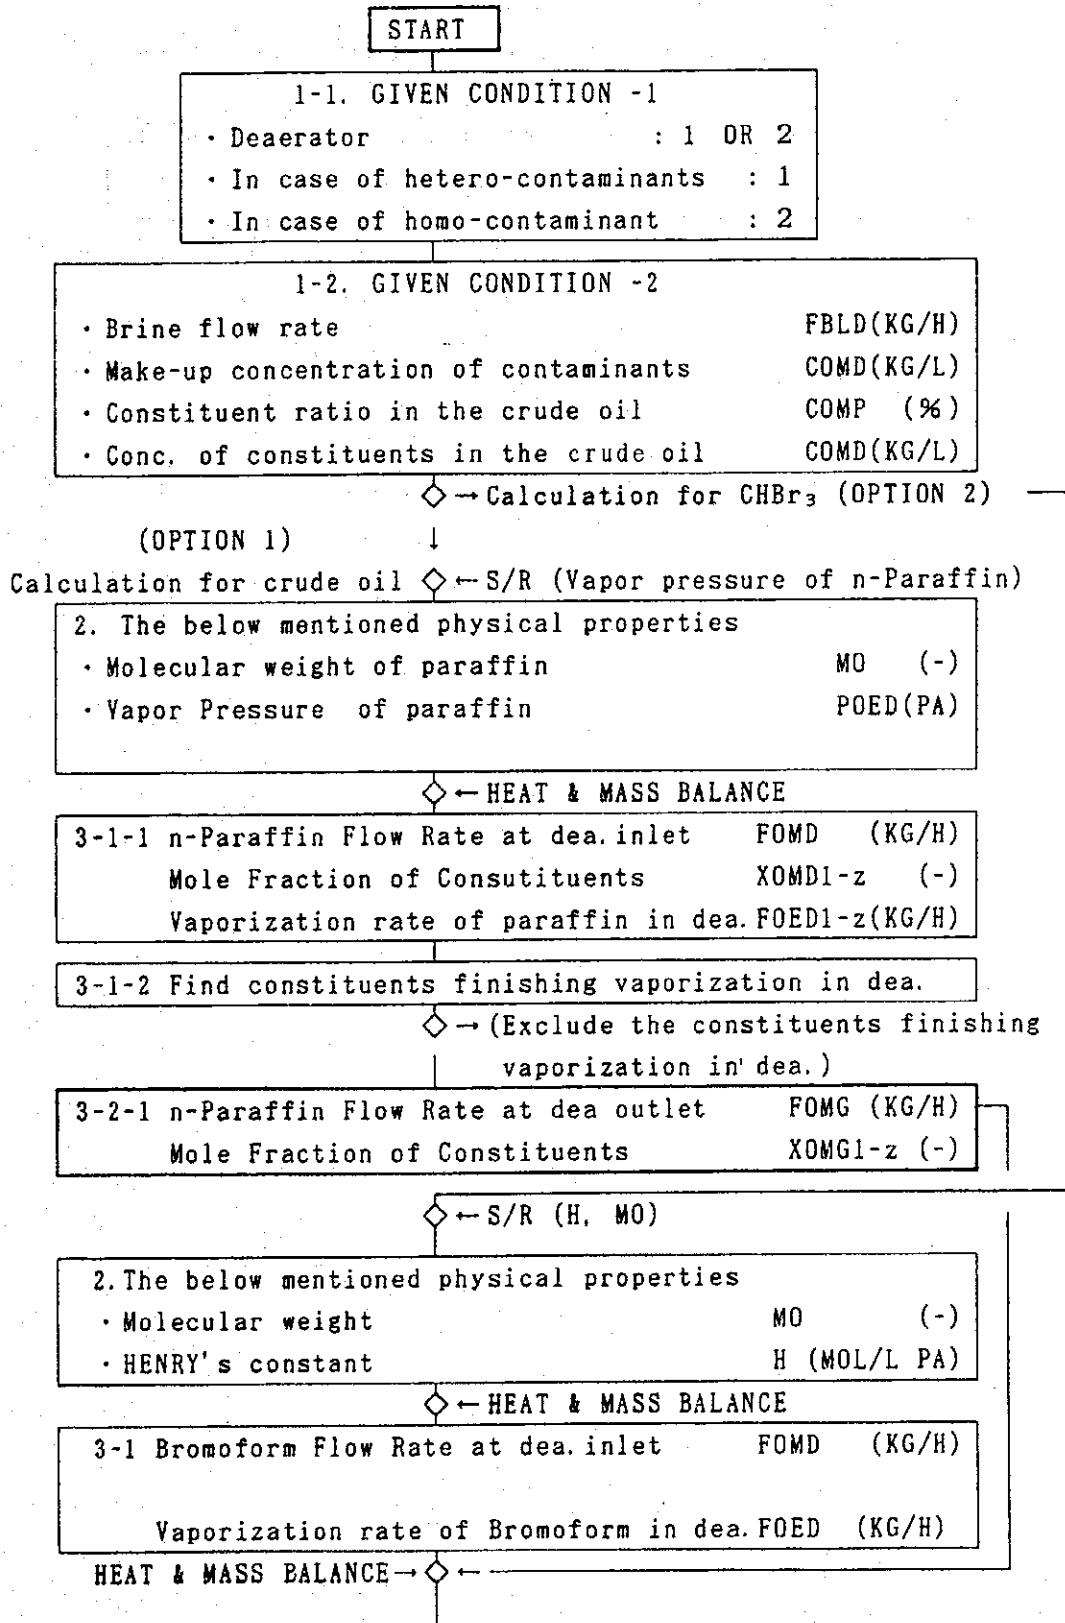 START
1-1. GIVEN CONDITION -1
・Deaerator : 1 OR 2
・In case of hetero-contaminants : 1
・In case of homo-contaminant : 2
1-2. GIVEN CONDITION -2
・Brine flow rate FBLD(KG/H)
・Make-up concentration of contaminants COMD(KG/L)
・Constituent ratio in the crude oil COMP (%)
・Conc. of constituents in the crude oil COMD(KG/L)
◇→Calculation for CHBr₃ (OPTION 2)
(OPTION 1) ↓
Calculation for crude oil ◇←S/R (Vapor pressure of n-Paraffin)
2. The below mentioned physical properties
・Molecular weight of paraffin MO (-)
・Vapor Pressure of paraffin POED(PA)
◇←HEAT & MASS BALANCE
3-1-1 n-Paraffin Flow Rate at dea. inlet FOMD (KG/H)
Mole Fraction of Consutituents XOMD1-z (-)
Vaporization rate of paraffin in dea. FOED1-z(KG/H)
3-1-2 Find constituents finishing vaporization in dea.
◇→(Exclude the constituents finishing
vaporization in dea.)
3-2-1 n-Paraffin Flow Rate at dea outlet FOMG (KG/H)
Mole Fraction of Constituents XOMG1-z (-)
◇←S/R (H, MO)
2. The below mentioned physical properties
・Molecular weight MO (-)
・HENRY's constant H (MOL/L PA)
◇←HEAT & MASS BALANCE
3-1 Bromoform Flow Rate at dea. inlet FOMD (KG/H)
Vaporization rate of Bromoform in dea. FOED (KG/H)
HEAT & MASS BALANCE→◇←